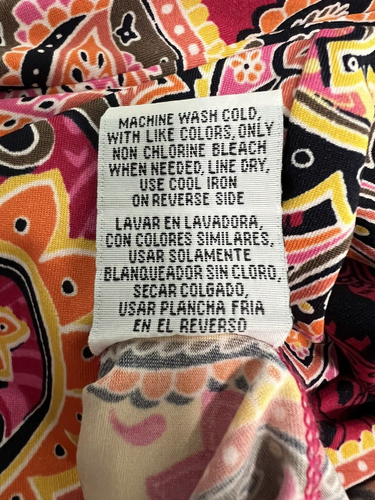 MACHINE WASH COLD,
WITH LIKE COLORS, ONLY
NON CHLORINE BLEACH
WHEN NEEDED, LINE DRY,
USE COOL IRON
ON REVERSE SIDE
LAVAR EN LAVADORA,
CON COLORES SIMILARES,
USAR SOLAMENTE
BLANQUEADOR SIN CLORO,
SECAR COLGADO,
USAR PLANCHA FRIA
EN EL REVERSO